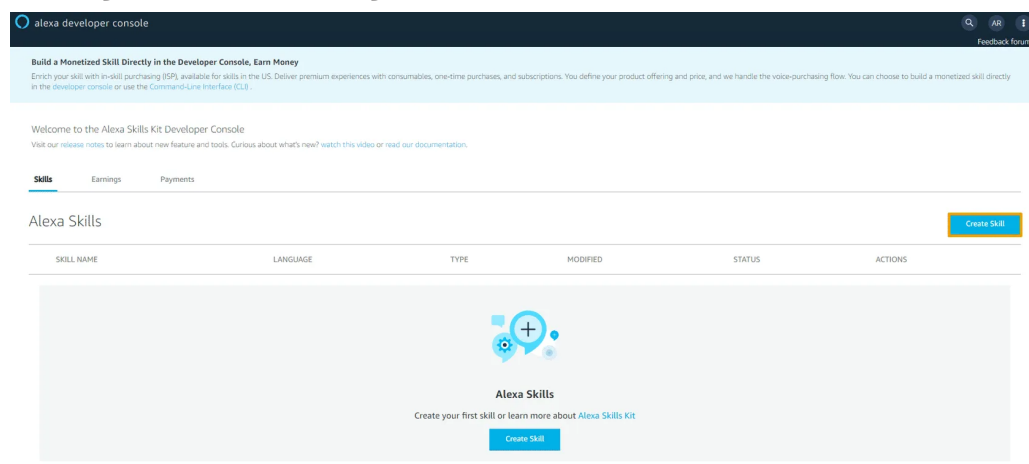 alexa developer console
AR
Feedback forum
Build a Monetized Skill Directly in the Developer Console, Earn Money
Enrich your skill with in-skill purchasing (ISP), available for skills in the US. Deliver premium experiences with consumables, one-time purchases, and subscriptions. You define your product offering and price, and we handle the voice-purchasing flow. You can choose to build a monetized skill directly
in the developer console or use the Command-Line Interface (CLI) .
Welcome to the Alexa Skills Kit Developer Console
Visit our release notes to learn about new feature and tools. Curious about what's new? watch this video or read our documentation.
Skills Earnings Payments
Alexa Skills
Create Skill
SKILL NAME LANGUAGE TYPE MODIFIED STATUS ACTIONS
Alexa Skills
Create your first skill or learn more about Alexa Skills Kit
Create Skill